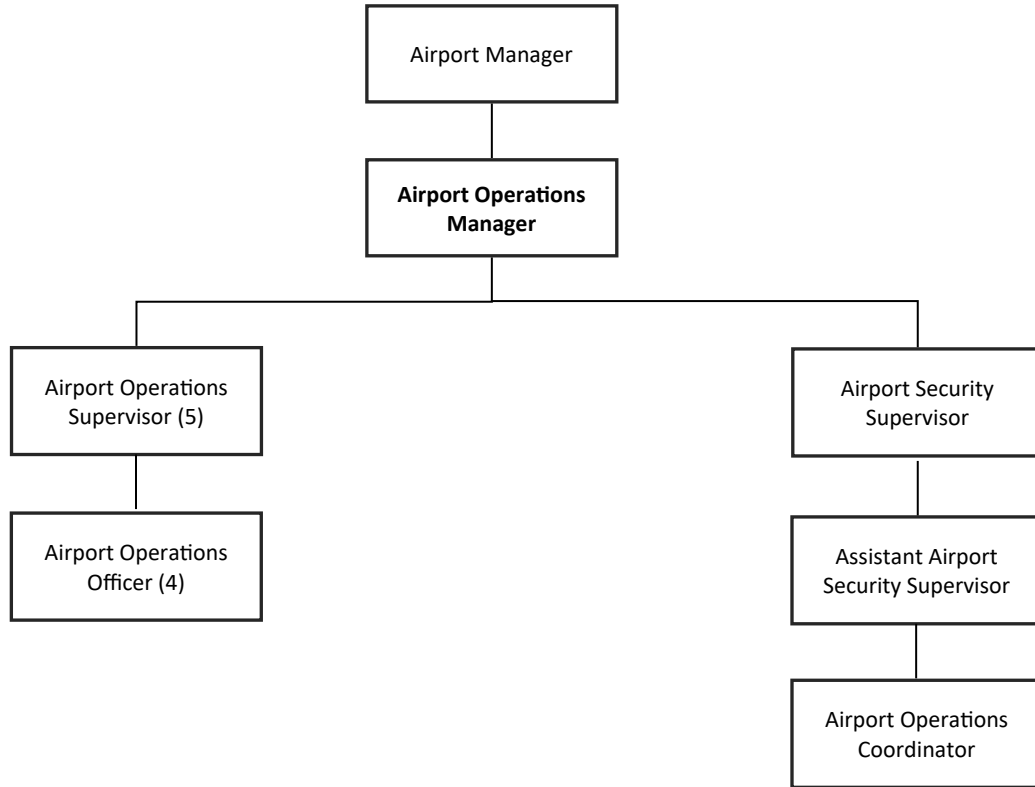 Airport Manager
Airport Operations
Manager
Airport Operations
Supervisor (5)
Airport Security
Supervisor
Airport Operations
Officer (4)
Assistant Airport
Security Supervisor
Airport Operations
Coordinator